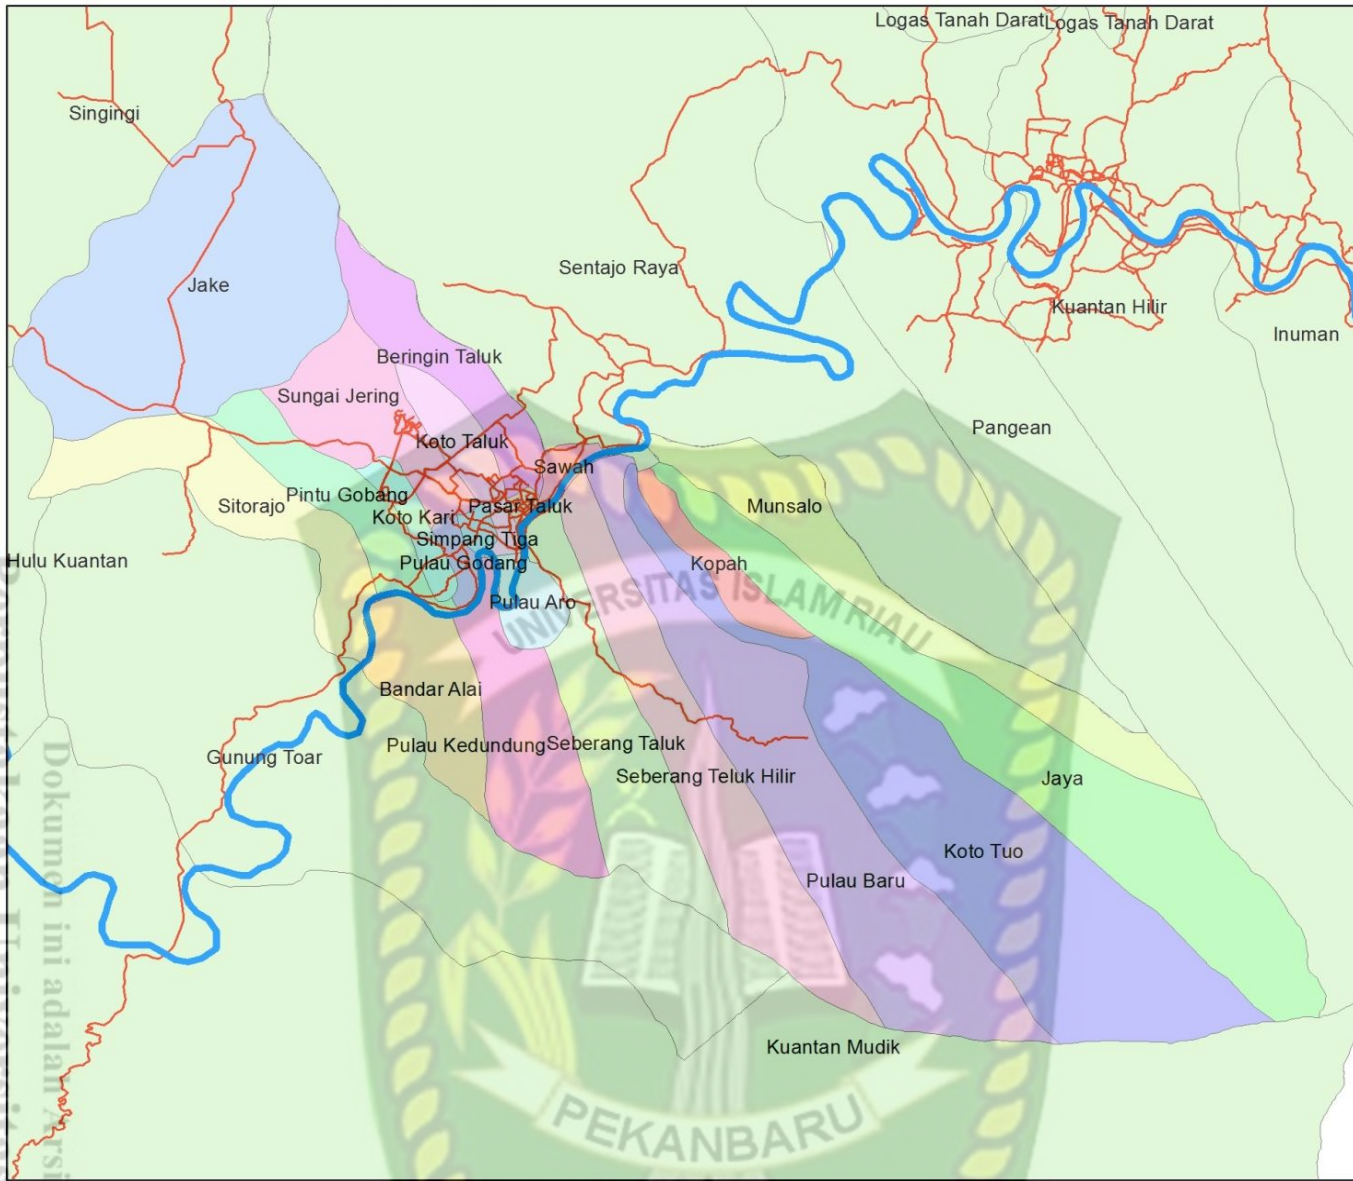 Logas Tanah Darat Logas Tanah Darat
Singingi
Sentajo Raya
Jake
Kuantan Hilir
Inuman
Beringin Taluk
Sungai Jering
Pangean
Koto Taluk
Sawah
Pintu Gobang
Sitorajo
Pasar Taluk
Munsalo
Koto Kari
Simpang Tiga
Hulu Kuantan
Pulau Godang
Kopah
Pulau Aro
UNIVERSITAS ISLAM RIAU
Bandar Alai
Pulau Kedundung
Seberang Taluk
Gunung Toar
Seberang Teluk Hilir
Jaya
Koto Tuo
Pulau Baru
Kuantan Mudik
PEKANBARU
Dokumen ini adalah Arsi